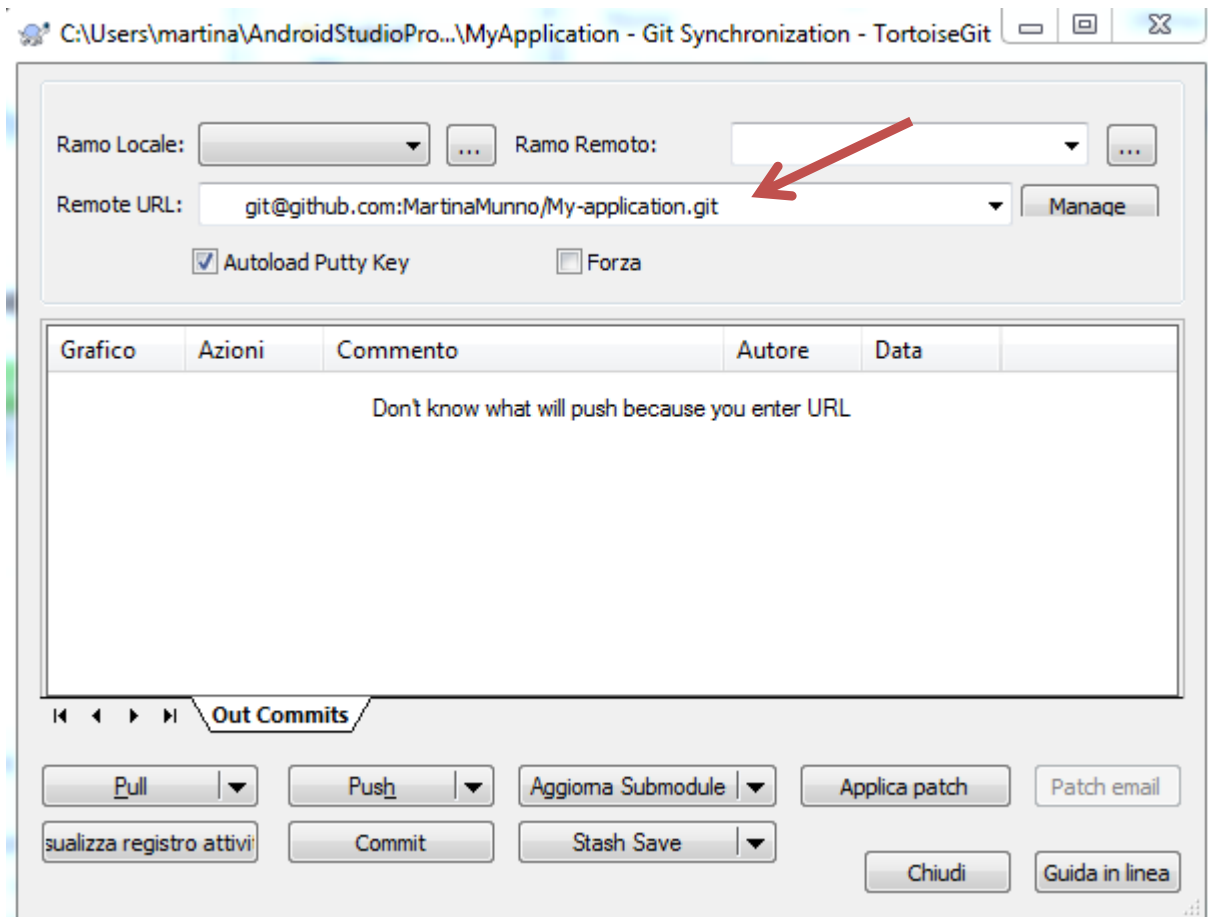 C:\Users\martina\AndroidStudioPro...\MyApplication - Git Synchronization - TortoiseGit
Ramo Locale: ... Ramo Remoto: ...
Remote URL: git@github.com:MartinaMunno/My-application.git Manage
Autoload Putty Key Forza
Grafico Azioni Commento Autore Data
Don't know what will push because you enter URL
Out Commits
Pull Push Aggiorna Submodule Applica patch Patch email
sualizza registro attivi Commit Stash Save
Chiudi Guida in linea